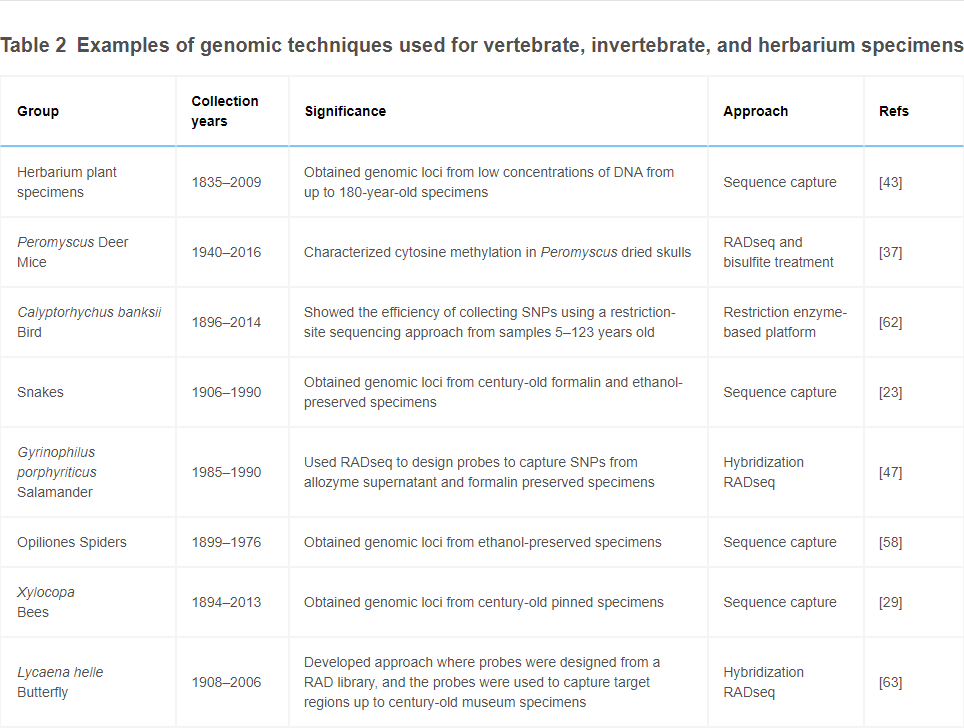 Table 2 Examples of genomic techniques used for vertebrate, invertebrate, and herbarium specimens
Group
Collection
years
Significance
Approach
Refs
Herbarium plant
specimens
1835–2009
Obtained genomic loci from low concentrations of DNA from
up to 180-year-old specimens
Sequence capture
[43]
Peromyscus Deer
Mice
1940–2016
Characterized cytosine methylation in Peromyscus dried skulls
RADseq and
bisulfite treatment
[37]
Calyptorhychus banksii
Bird
1896–2014
Showed the efficiency of collecting SNPs using a restriction-
site sequencing approach from samples 5–123 years old
Restriction enzyme-
based platform
[62]
Snakes
1906–1990
Obtained genomic loci from century-old formalin and ethanol-
preserved specimens
Sequence capture
[23]
Gyrinophilus
porphyriticus
Salamander
1985–1990
Used RADseq to design probes to capture SNPs from
allozyme supernatant and formalin preserved specimens
Hybridization
RADseq
[47]
Opiliones Spiders
1899–1976
Obtained genomic loci from ethanol-preserved specimens
Sequence capture
[58]
Xylocopa
Bees
1894–2013
Obtained genomic loci from century-old pinned specimens
Sequence capture
[29]
Lycaena helle
Butterfly
1908–2006
Developed approach where probes were designed from a
RAD library, and the probes were used to capture target
regions up to century-old museum specimens
Hybridization
RADseq
[63]